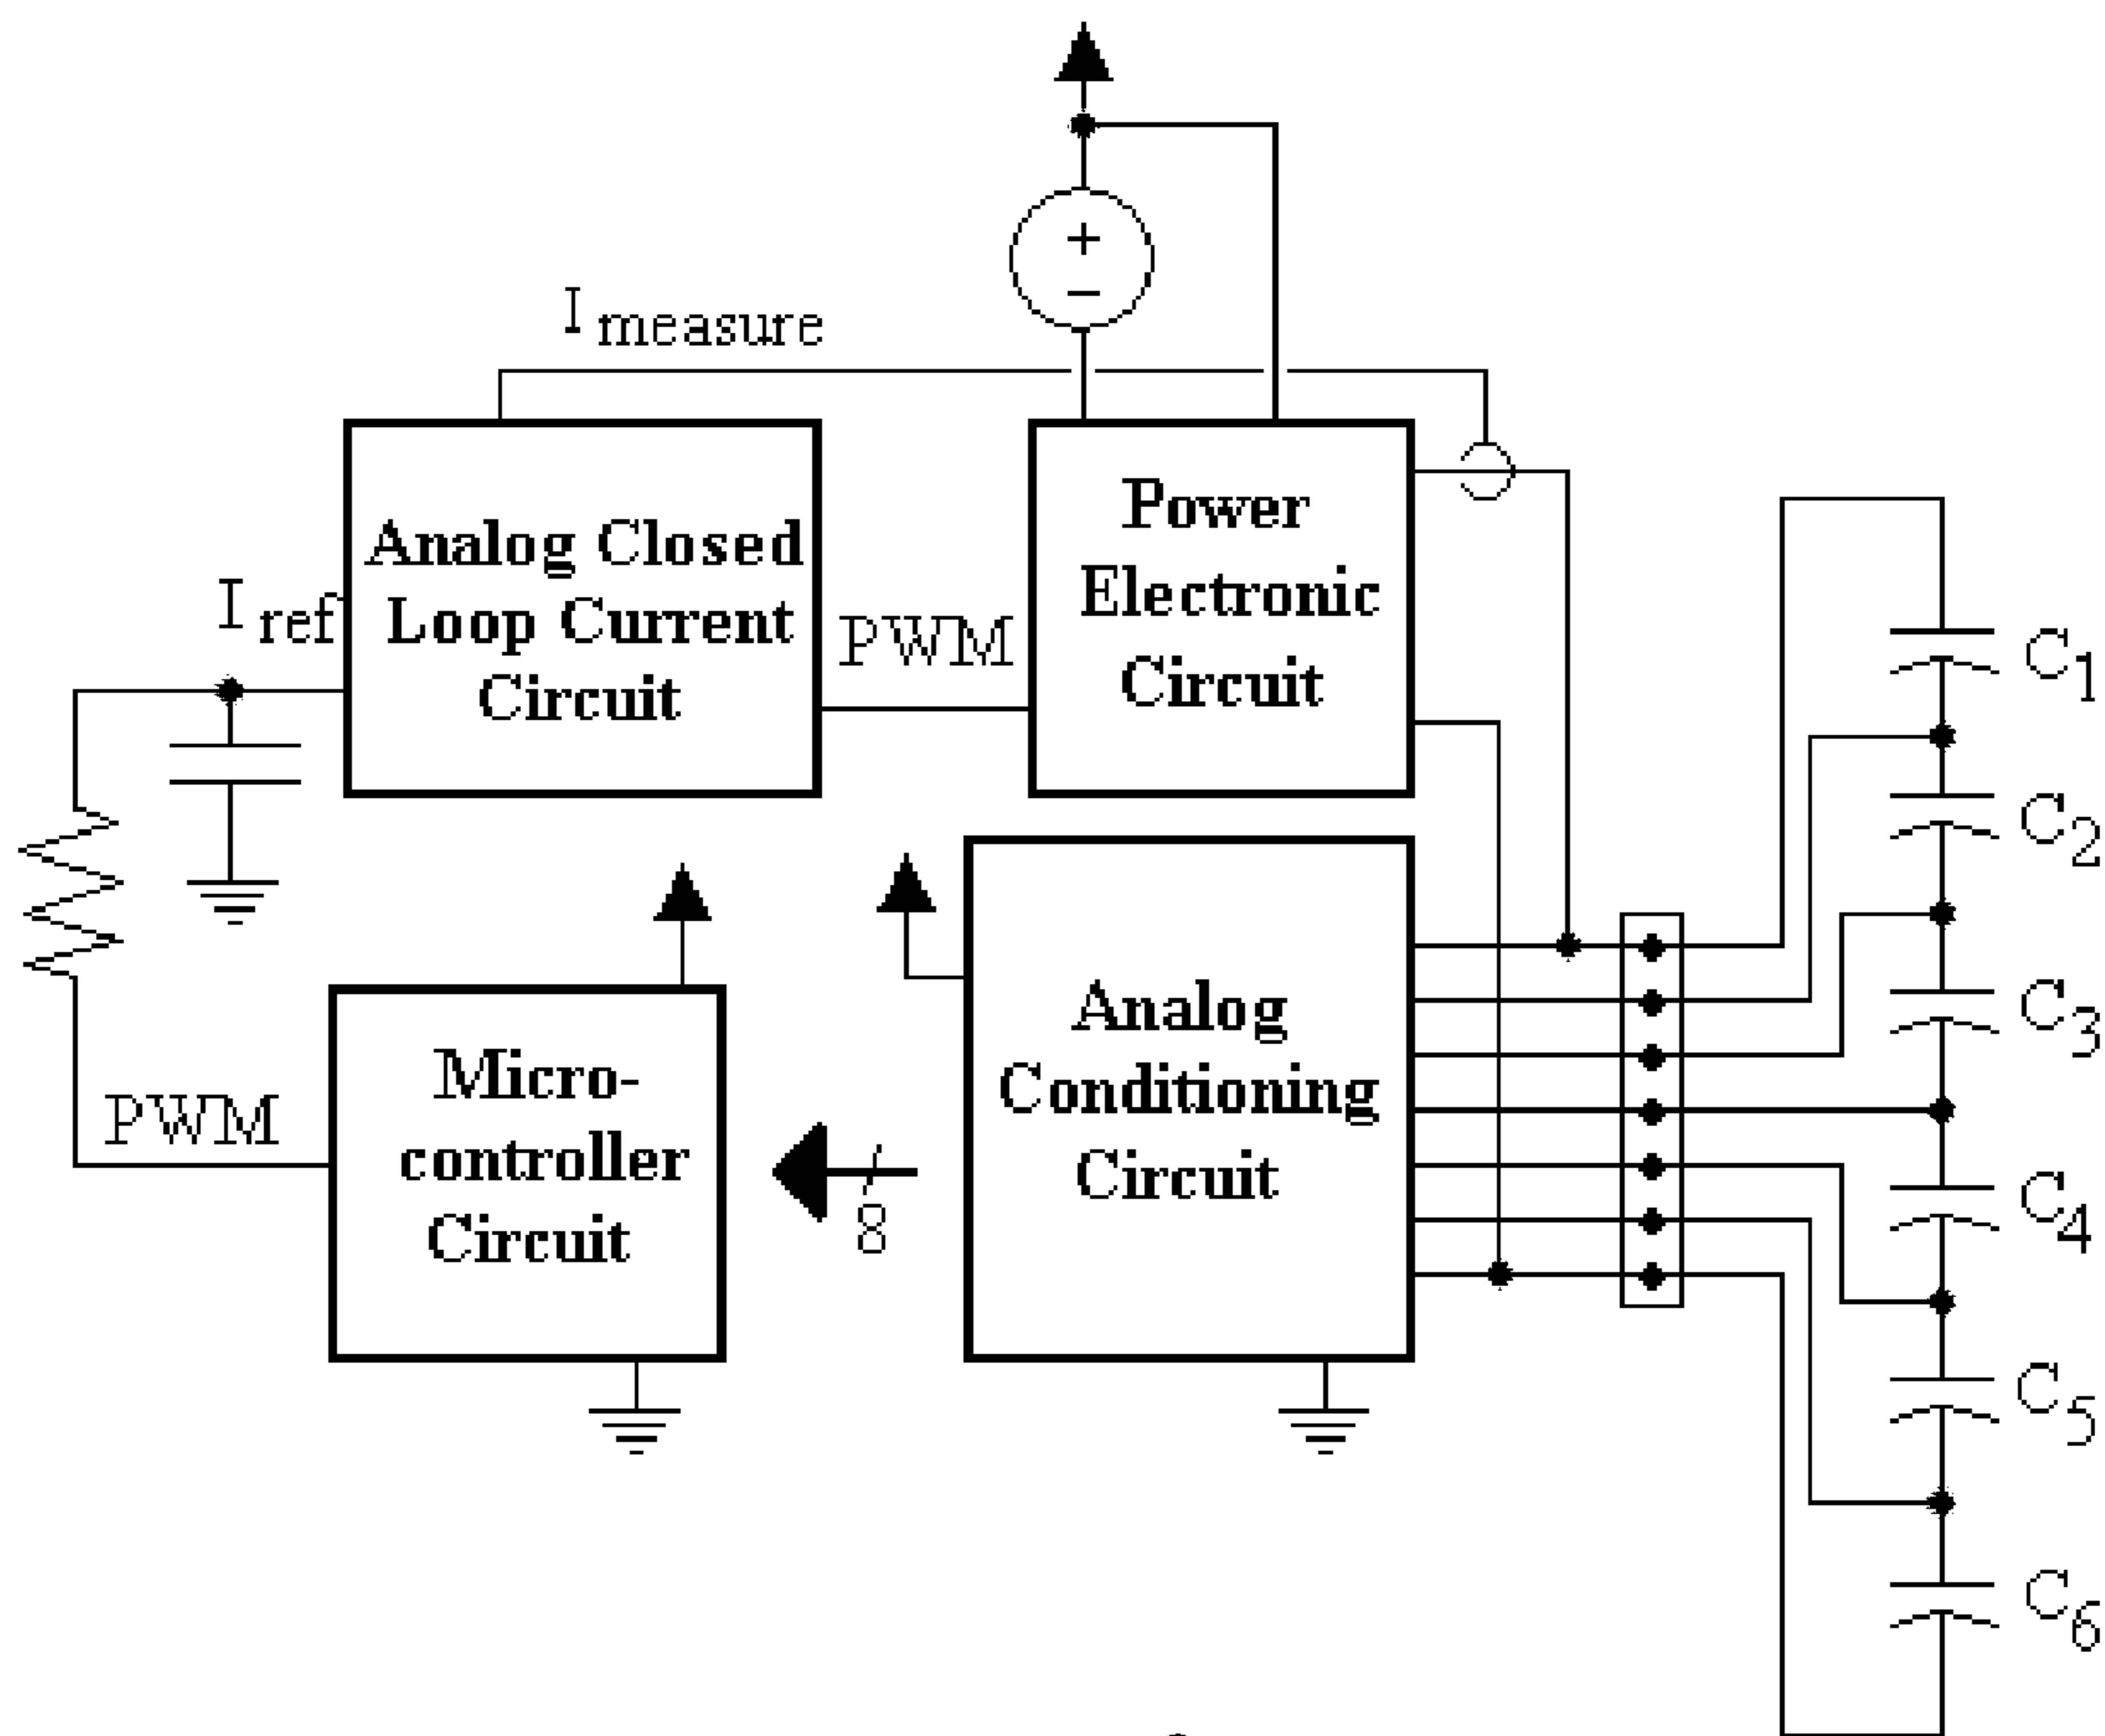 +
−
I measure
Analog Closed
Loop Current
Circuit
Power
Electronic
Circuit
I ref
PWM
C1
C2
C3
C4
C5
C6
Micro-
controller
Circuit
PWM
8
Analog
Conditioning
Circuit